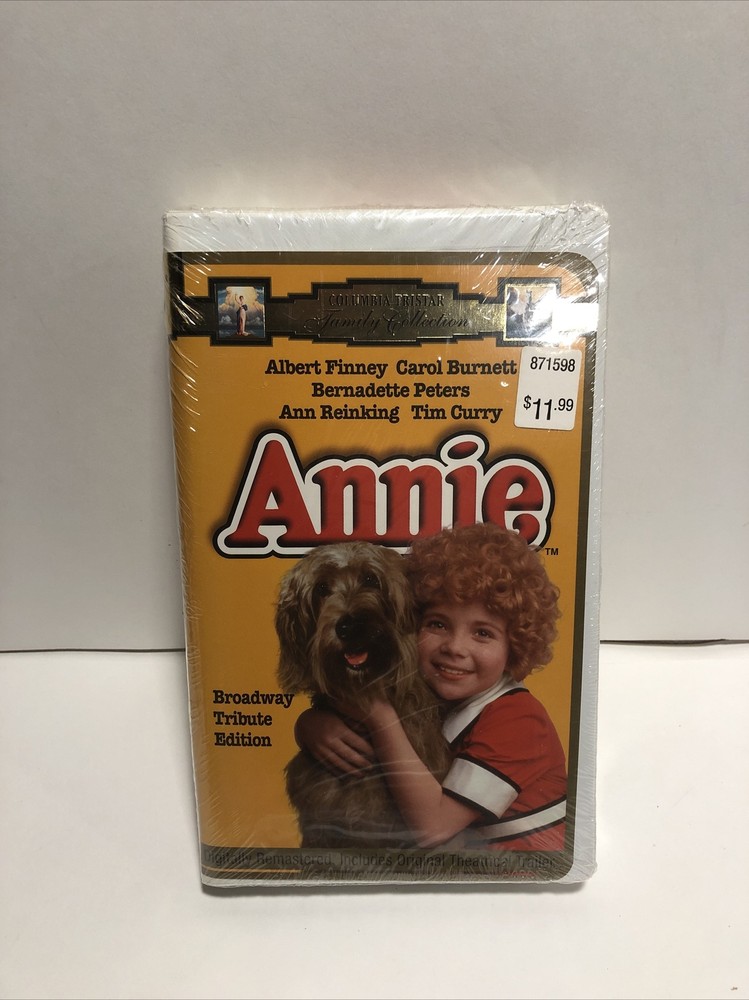 COLUMBIA TRISTAR
Family Collection
Albert Finney Carol Burnett
Bernadette Peters
Ann Reinking Tim Curry
871598
$11.99
Annie
TM
Broadway
Tribute
Edition
Digitally Remastered. Includes Original Theatrical Trailer